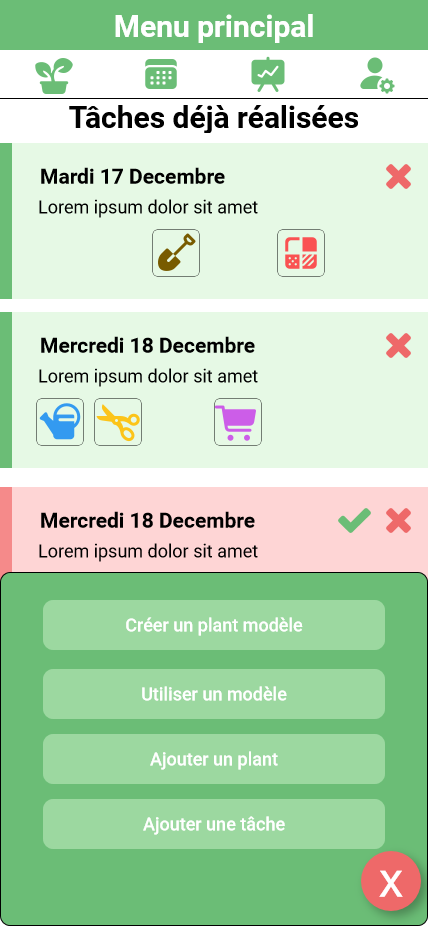 Menu principal
Tâches déjà réalisées
Mardi 17 Decembre
Lorem ipsum dolor sit amet
Mercredi 18 Decembre
Lorem ipsum dolor sit amet
Mercredi 18 Decembre
Lorem ipsum dolor sit amet
Créer un plant modèle
Utiliser un modèle
Ajouter un plant
Ajouter une tâche
X